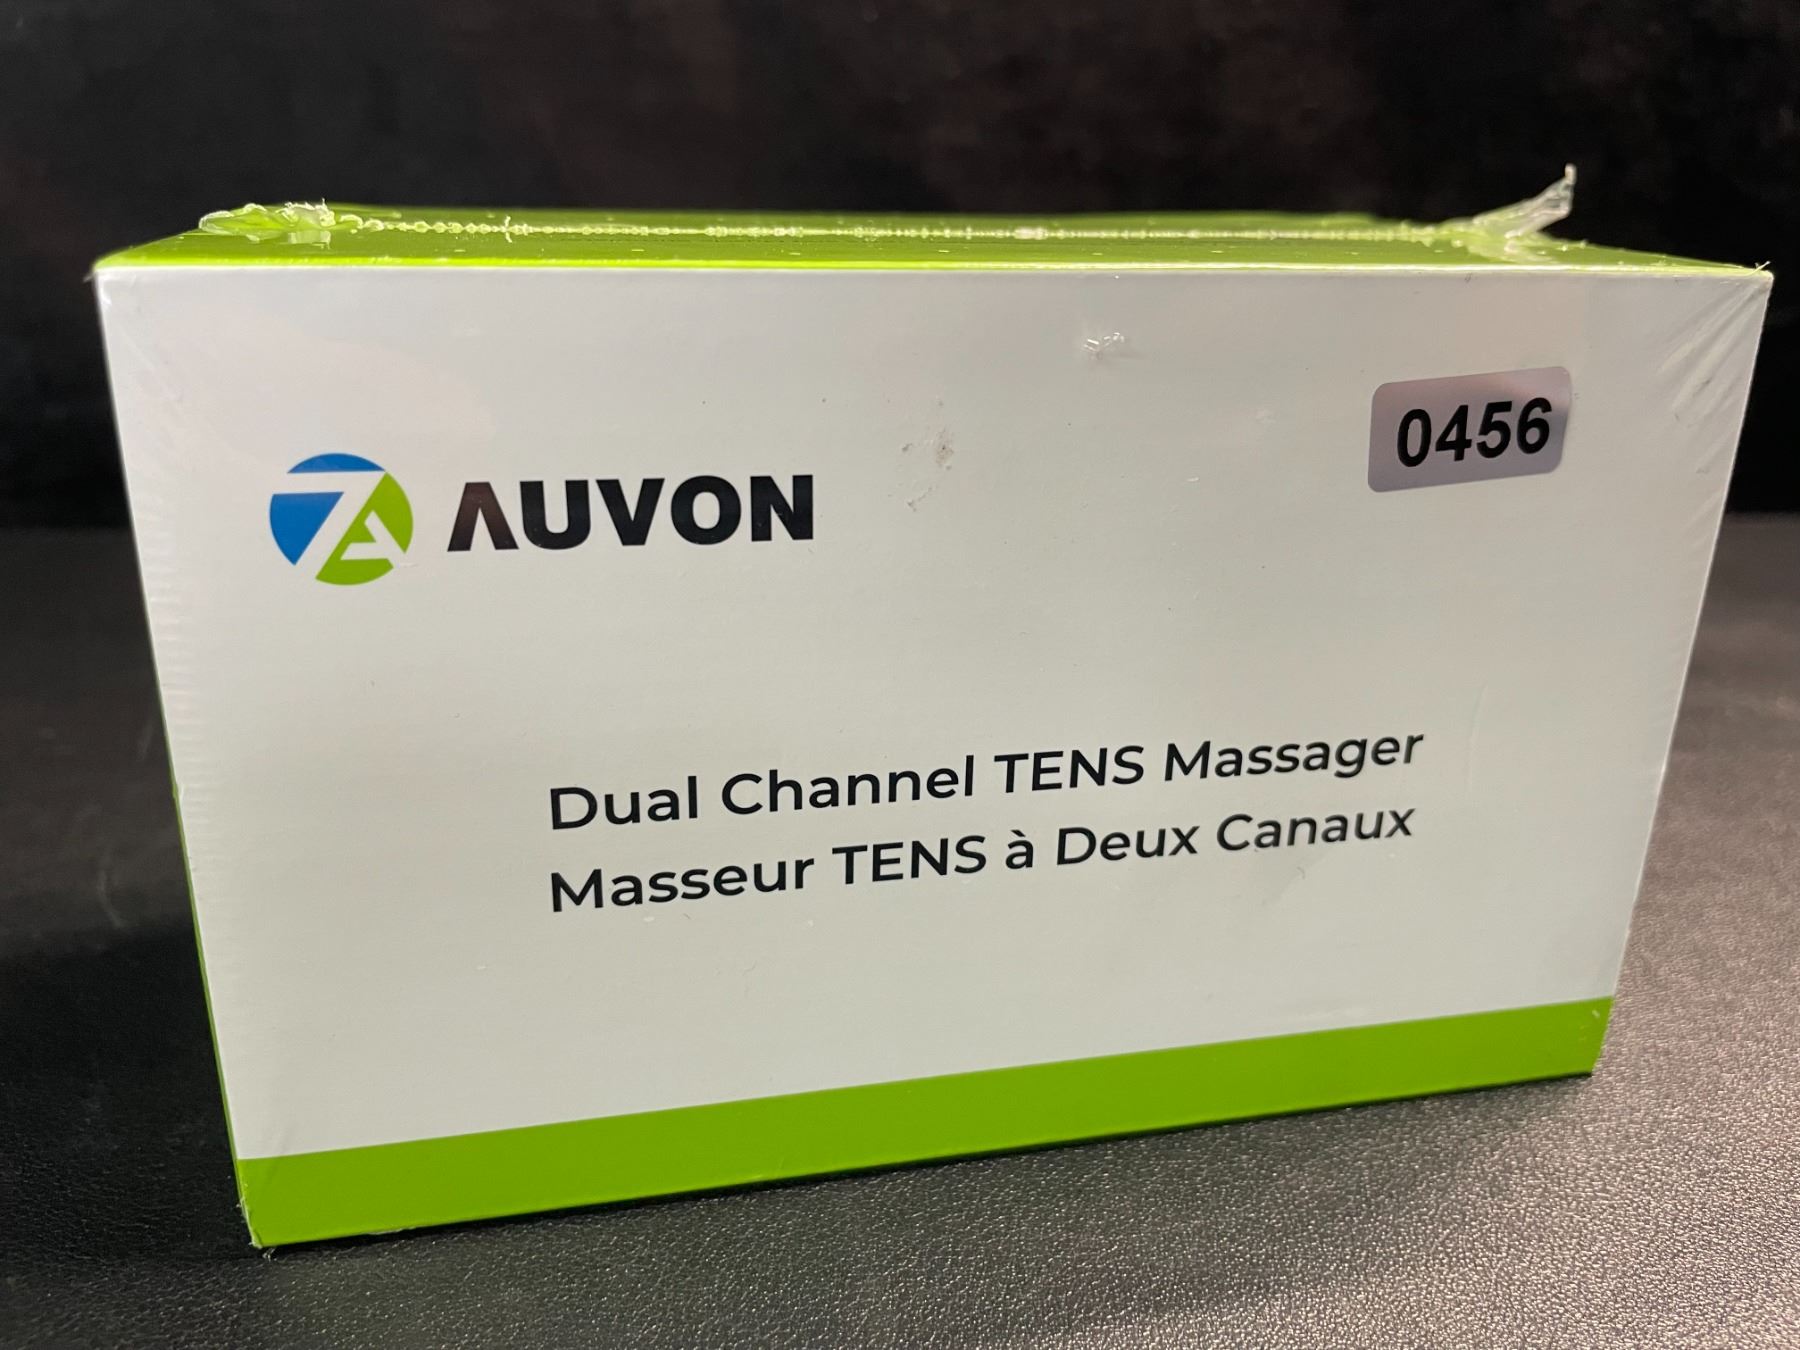 AUVON
0456
Dual Channel TENS Massager
Masseur TENS à Deux Canaux